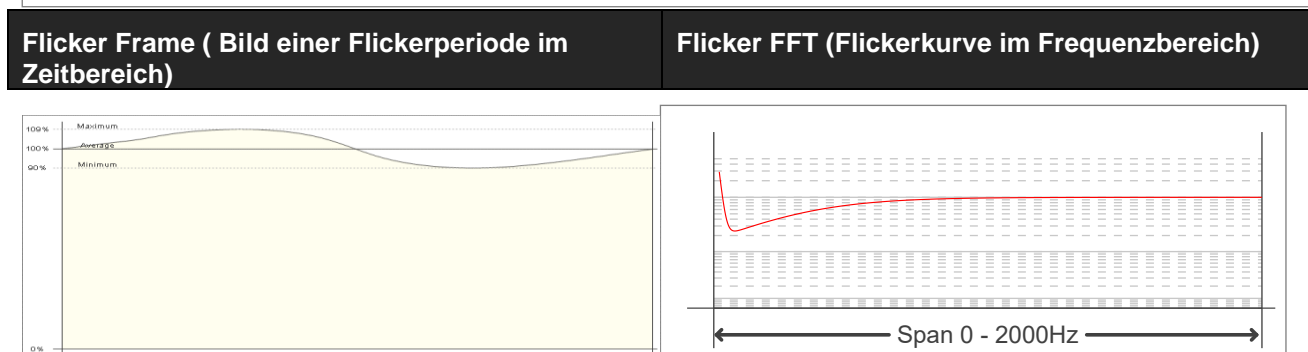 Flicker Frame ( Bild einer Flickerperiode im
Zeitbereich)
Flicker FFT (Flickerkurve im Frequenzbereich)
109%
Maximum
100%
Average
90%
Minimum
0%
Span 0 - 2000Hz